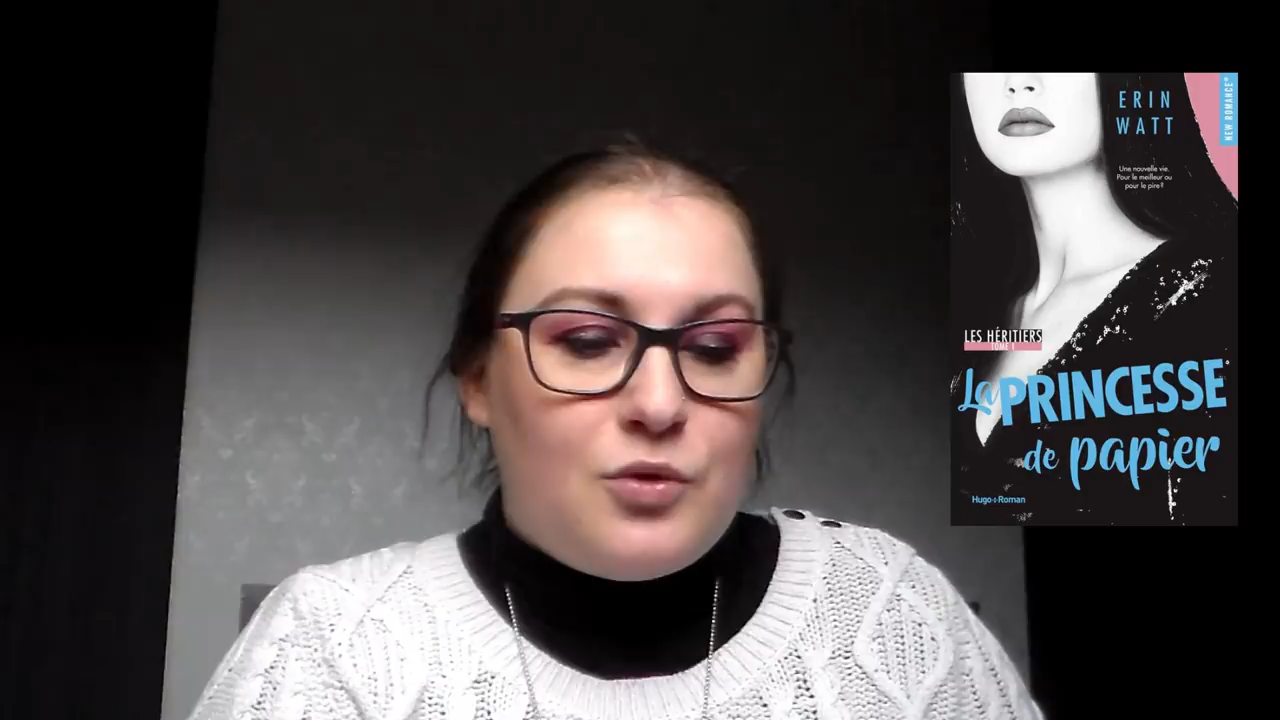 ERIN
WATT
NEW ROMANCE®
Une nouvelle vie.
Pour le meilleur ou
pour le pire ?
LES HÉRITIERS
TOME 1
La PRINCESSE
de papier
Hugo Roman